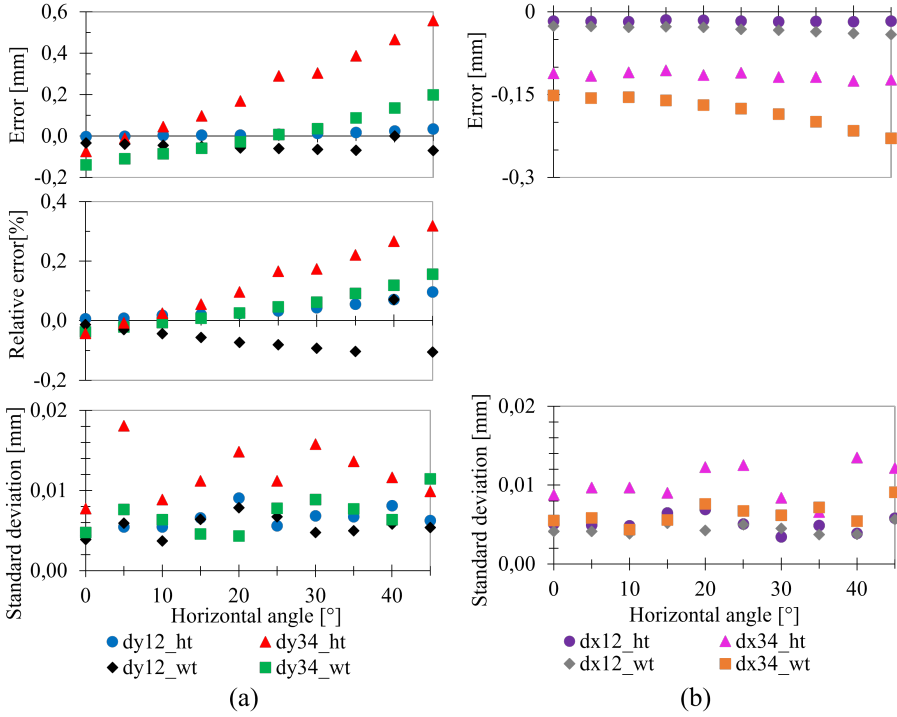 Error [mm]
0,6
0,4
0,2
0,0
-0,2
Relative error[%]
0,4
0,2
0,0
-0,2
Standard deviation [mm]
0,02
0,01
0,00
0 10 20 30 40
Horizontal angle [°]
dy12_ht dy34_ht
dy12_wt dy34_wt
(a)
Error [mm]
0
-0,15
-0,3
Standard deviation [mm]
0,02
0,01
0,00
0 10 20 30 40
Horizontal angle [°]
dx12_ht dx34_ht
dx12_wt dx34_wt
(b)